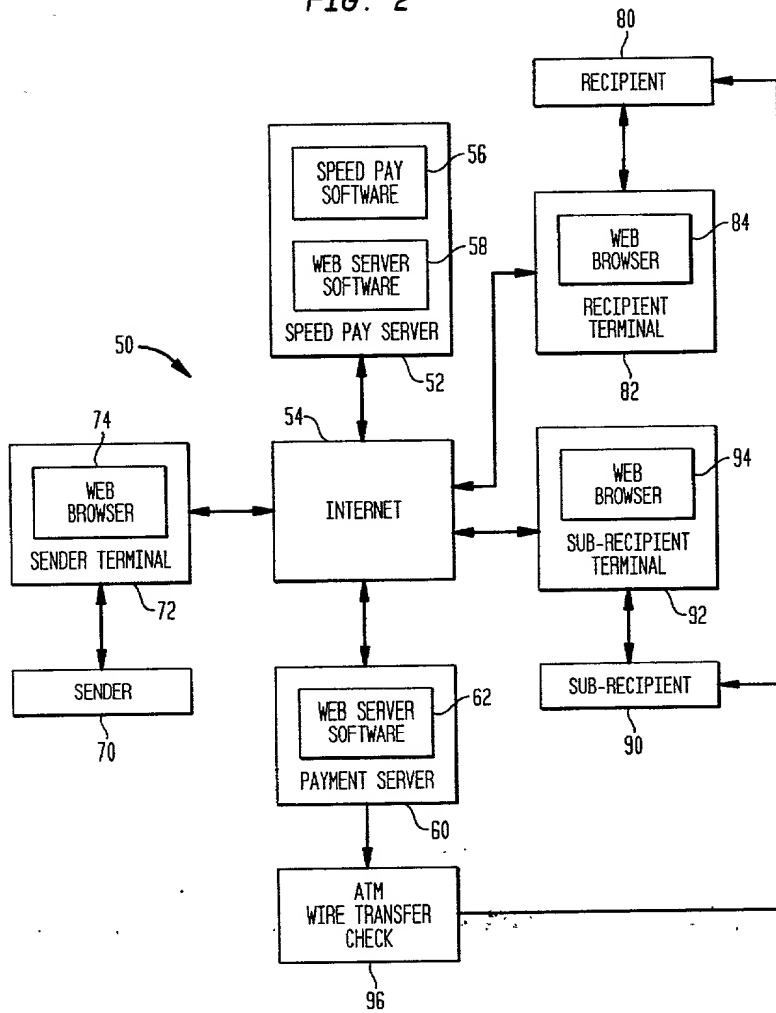 FIG. 2
80
RECIPIENT
SPEED PAY
SOFTWARE
56
WEB SERVER
SOFTWARE
58
SPEED PAY SERVER
52
WEB
BROWSER
84
RECIPIENT
TERMINAL
82
50
54
INTERNET
74
WEB
BROWSER
SENDER TERMINAL
72
SENDER
70
WEB
BROWSER
94
SUB-RECIPIENT
TERMINAL
92
SUB-RECIPIENT
90
WEB SERVER
SOFTWARE
62
PAYMENT SERVER
60
ATM
WIRE TRANSFER
CHECK
96